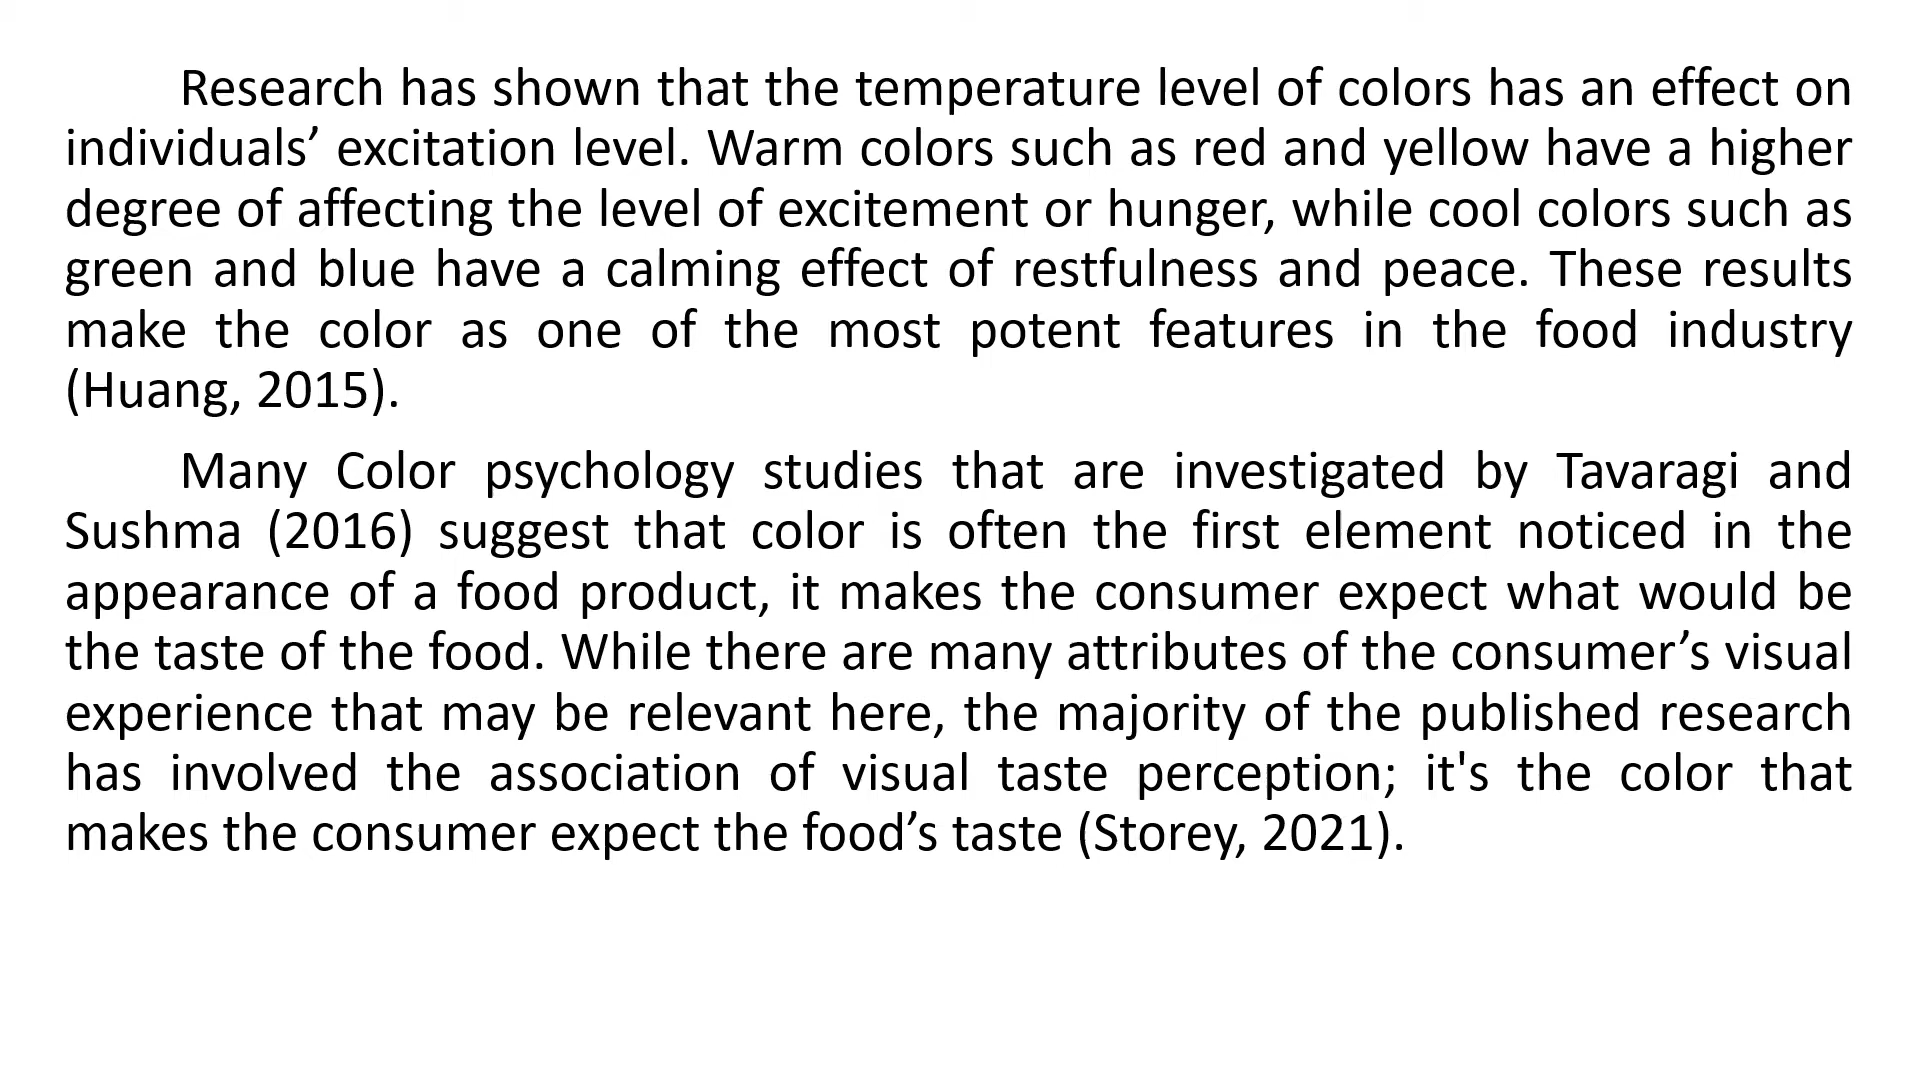 Research has shown that the temperature level of colors has an effect on
individuals’ excitation level. Warm colors such as red and yellow have a higher
degree of affecting the level of excitement or hunger, while cool colors such as
green and blue have a calming effect of restfulness and peace. These results
make the color as one of the most potent features in the food industry
(Huang, 2015).
Many Color psychology studies that are investigated by Tavaragi and
Sushma (2016) suggest that color is often the first element noticed in the
appearance of a food product, it makes the consumer expect what would be
the taste of the food. While there are many attributes of the consumer’s visual
experience that may be relevant here, the majority of the published research
has involved the association of visual taste perception; it's the color that
makes the consumer expect the food’s taste (Storey, 2021).